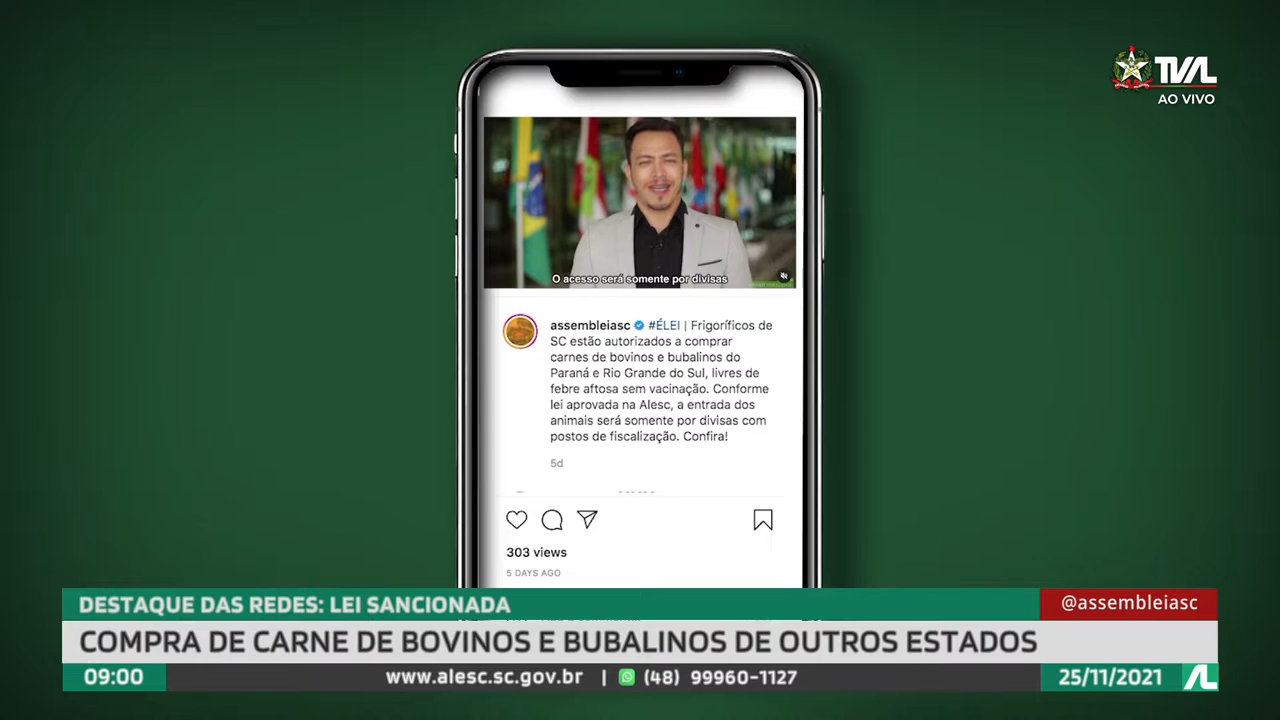 TVAL
AO VIVO
O acesso será somente por divisas
assembleiasc #ÉLEI | Frigoríficos de
SC estão autorizados a comprar
carnes de bovinos e bubalinos do
Paraná e Rio Grande do Sul, livres de
febre aftosa sem vacinação. Conforme
lei aprovada na Alesc, a entrada dos
animais será somente por divisas com
postos de fiscalização. Confira!
5d
303 views
5 DAYS AGO
DESTAQUE DAS REDES: LEI SANCIONADA
@assembleiasc
COMPRA DE CARNE DE BOVINOS E BUBALINOS DE OUTROS ESTADOS
09:00
www.alesc.sc.gov.br | (48) 99960-1127
25/11/2021